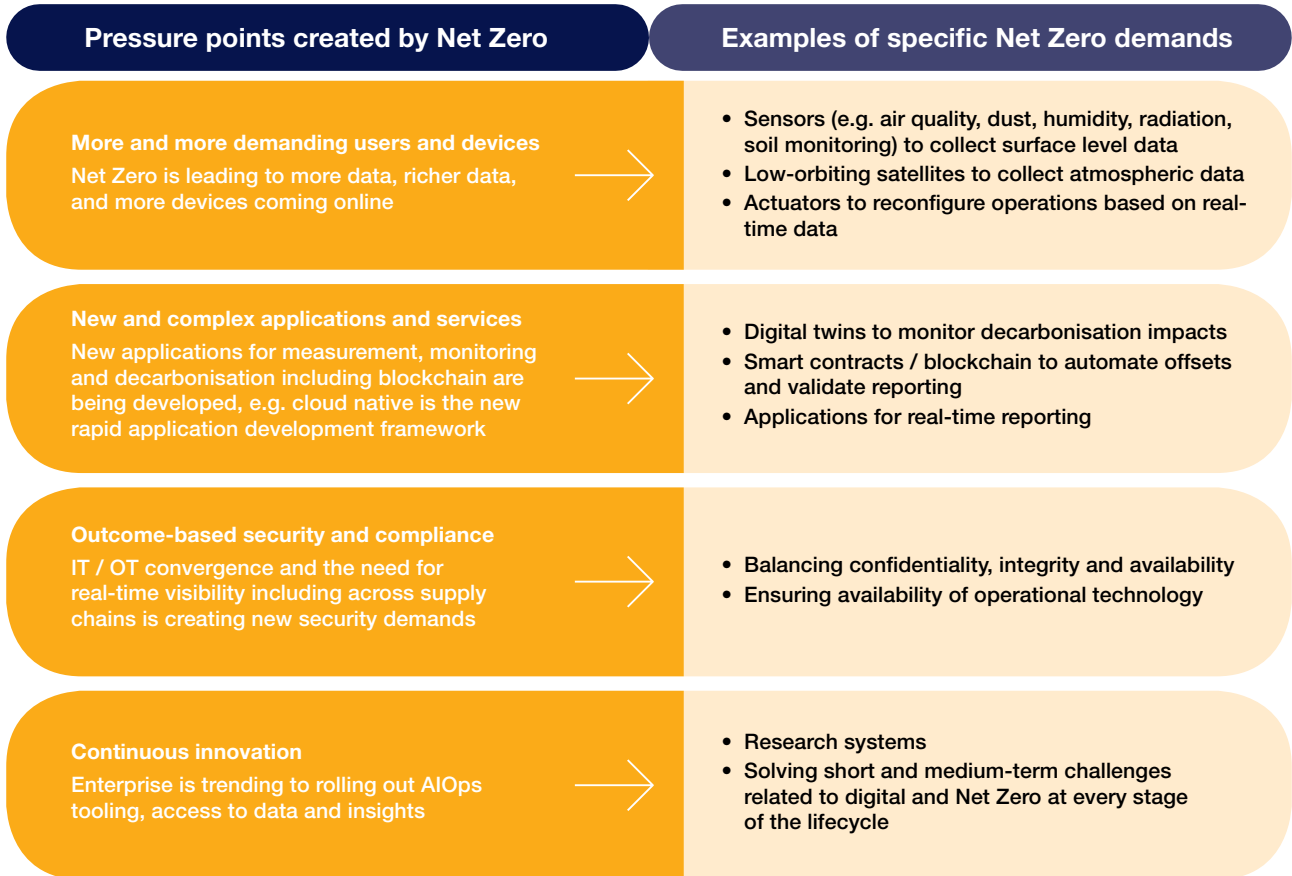 Pressure points created by Net Zero
Examples of specific Net Zero demands
More and more demanding users and devices
Net Zero is leading to more data, richer data,
and more devices coming online
• Sensors (e.g. air quality, dust, humidity, radiation,
soil monitoring) to collect surface level data
• Low-orbiting satellites to collect atmospheric data
• Actuators to reconfigure operations based on real-
time data
New and complex applications and services
New applications for measurement, monitoring
and decarbonisation including blockchain are
being developed, e.g. cloud native is the new
rapid application development framework
• Digital twins to monitor decarbonisation impacts
• Smart contracts / blockchain to automate offsets
and validate reporting
• Applications for real-time reporting
Outcome-based security and compliance
IT / OT convergence and the need for
real-time visibility including across supply
chains is creating new security demands
• Balancing confidentiality, integrity and availability
• Ensuring availability of operational technology
Continuous innovation
Enterprise is trending to rolling out AIOps
tooling, access to data and insights
• Research systems
• Solving short and medium-term challenges
related to digital and Net Zero at every stage
of the lifecycle